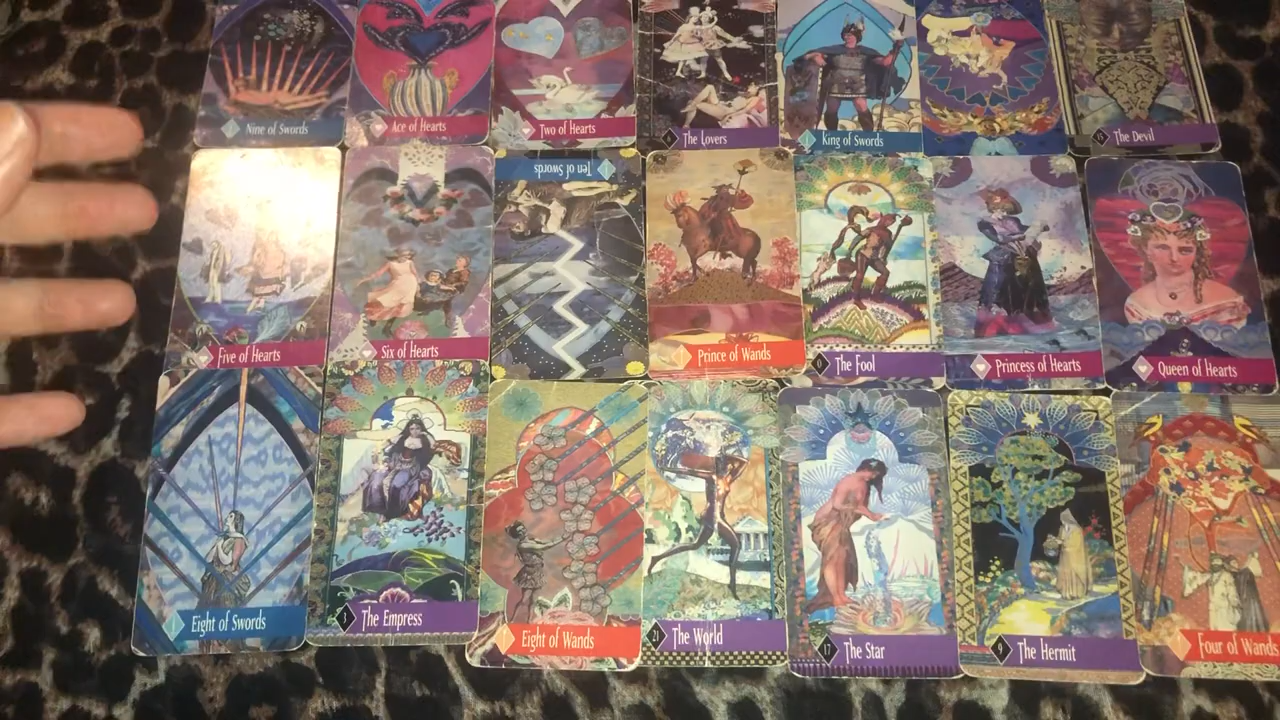 Nine of Swords
Ace of Hearts
Two of Hearts
6 The Lovers
King of Swords
15 The Devil
Five of Hearts
Six of Hearts
Ten of Swords
Prince of Wands
0 The Fool
Princess of Hearts
Queen of Hearts
Eight of Swords
3 The Empress
Eight of Wands
21 The World
17 The Star
9 The Hermit
Four of Wands